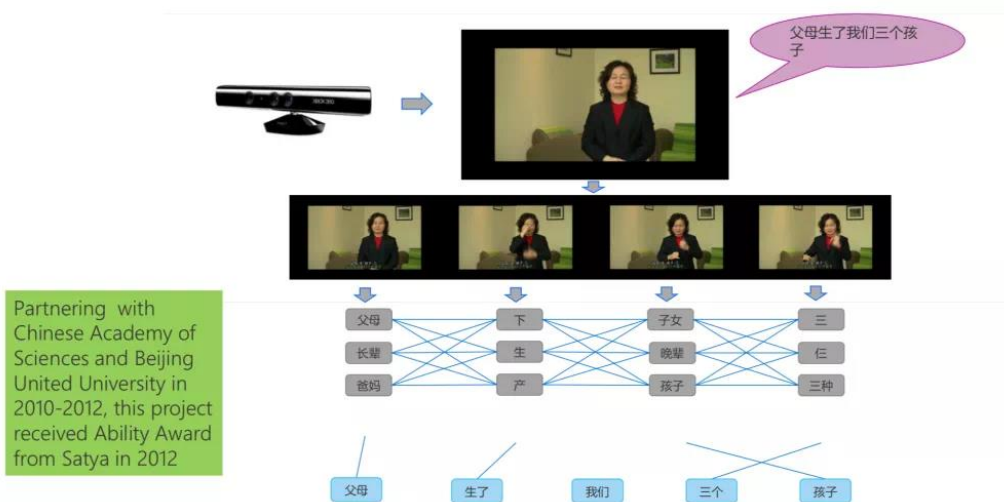 父母生了我们三个孩
子
XBOX 360
Partnering with
Chinese Academy of
Sciences and Beijing
United University in
2010-2012, this project
received Ability Award
from Satya in 2012
父母 下 子女 三
长辈 生 晚辈 仨
爸妈 产 孩子 三种
父母 生了 我们 三个 孩子